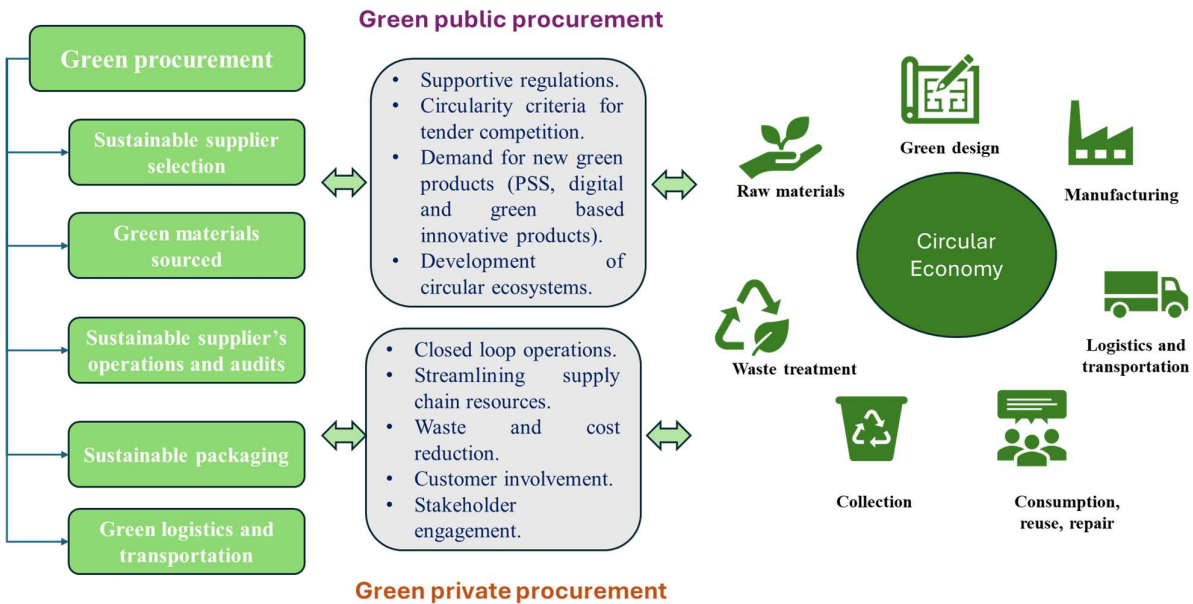 Green public procurement
Green procurement
Sustainable supplier
selection
Green materials
sourced
Sustainable supplier’s
operations and audits
Sustainable packaging
Green logistics and
transportation
• Supportive regulations.
• Circularity criteria for
tender competition.
• Demand for new green
products (PSS, digital
and green based
innovative products).
• Development of
circular ecosystems.
• Closed loop operations.
• Streamlining supply
chain resources.
• Waste and cost
reduction.
• Customer involvement.
• Stakeholder
engagement.
Green private procurement
Green design
Raw materials
Manufacturing
Circular
Economy
Logistics and
transportation
Waste treatment
Collection
Consumption,
reuse, repair